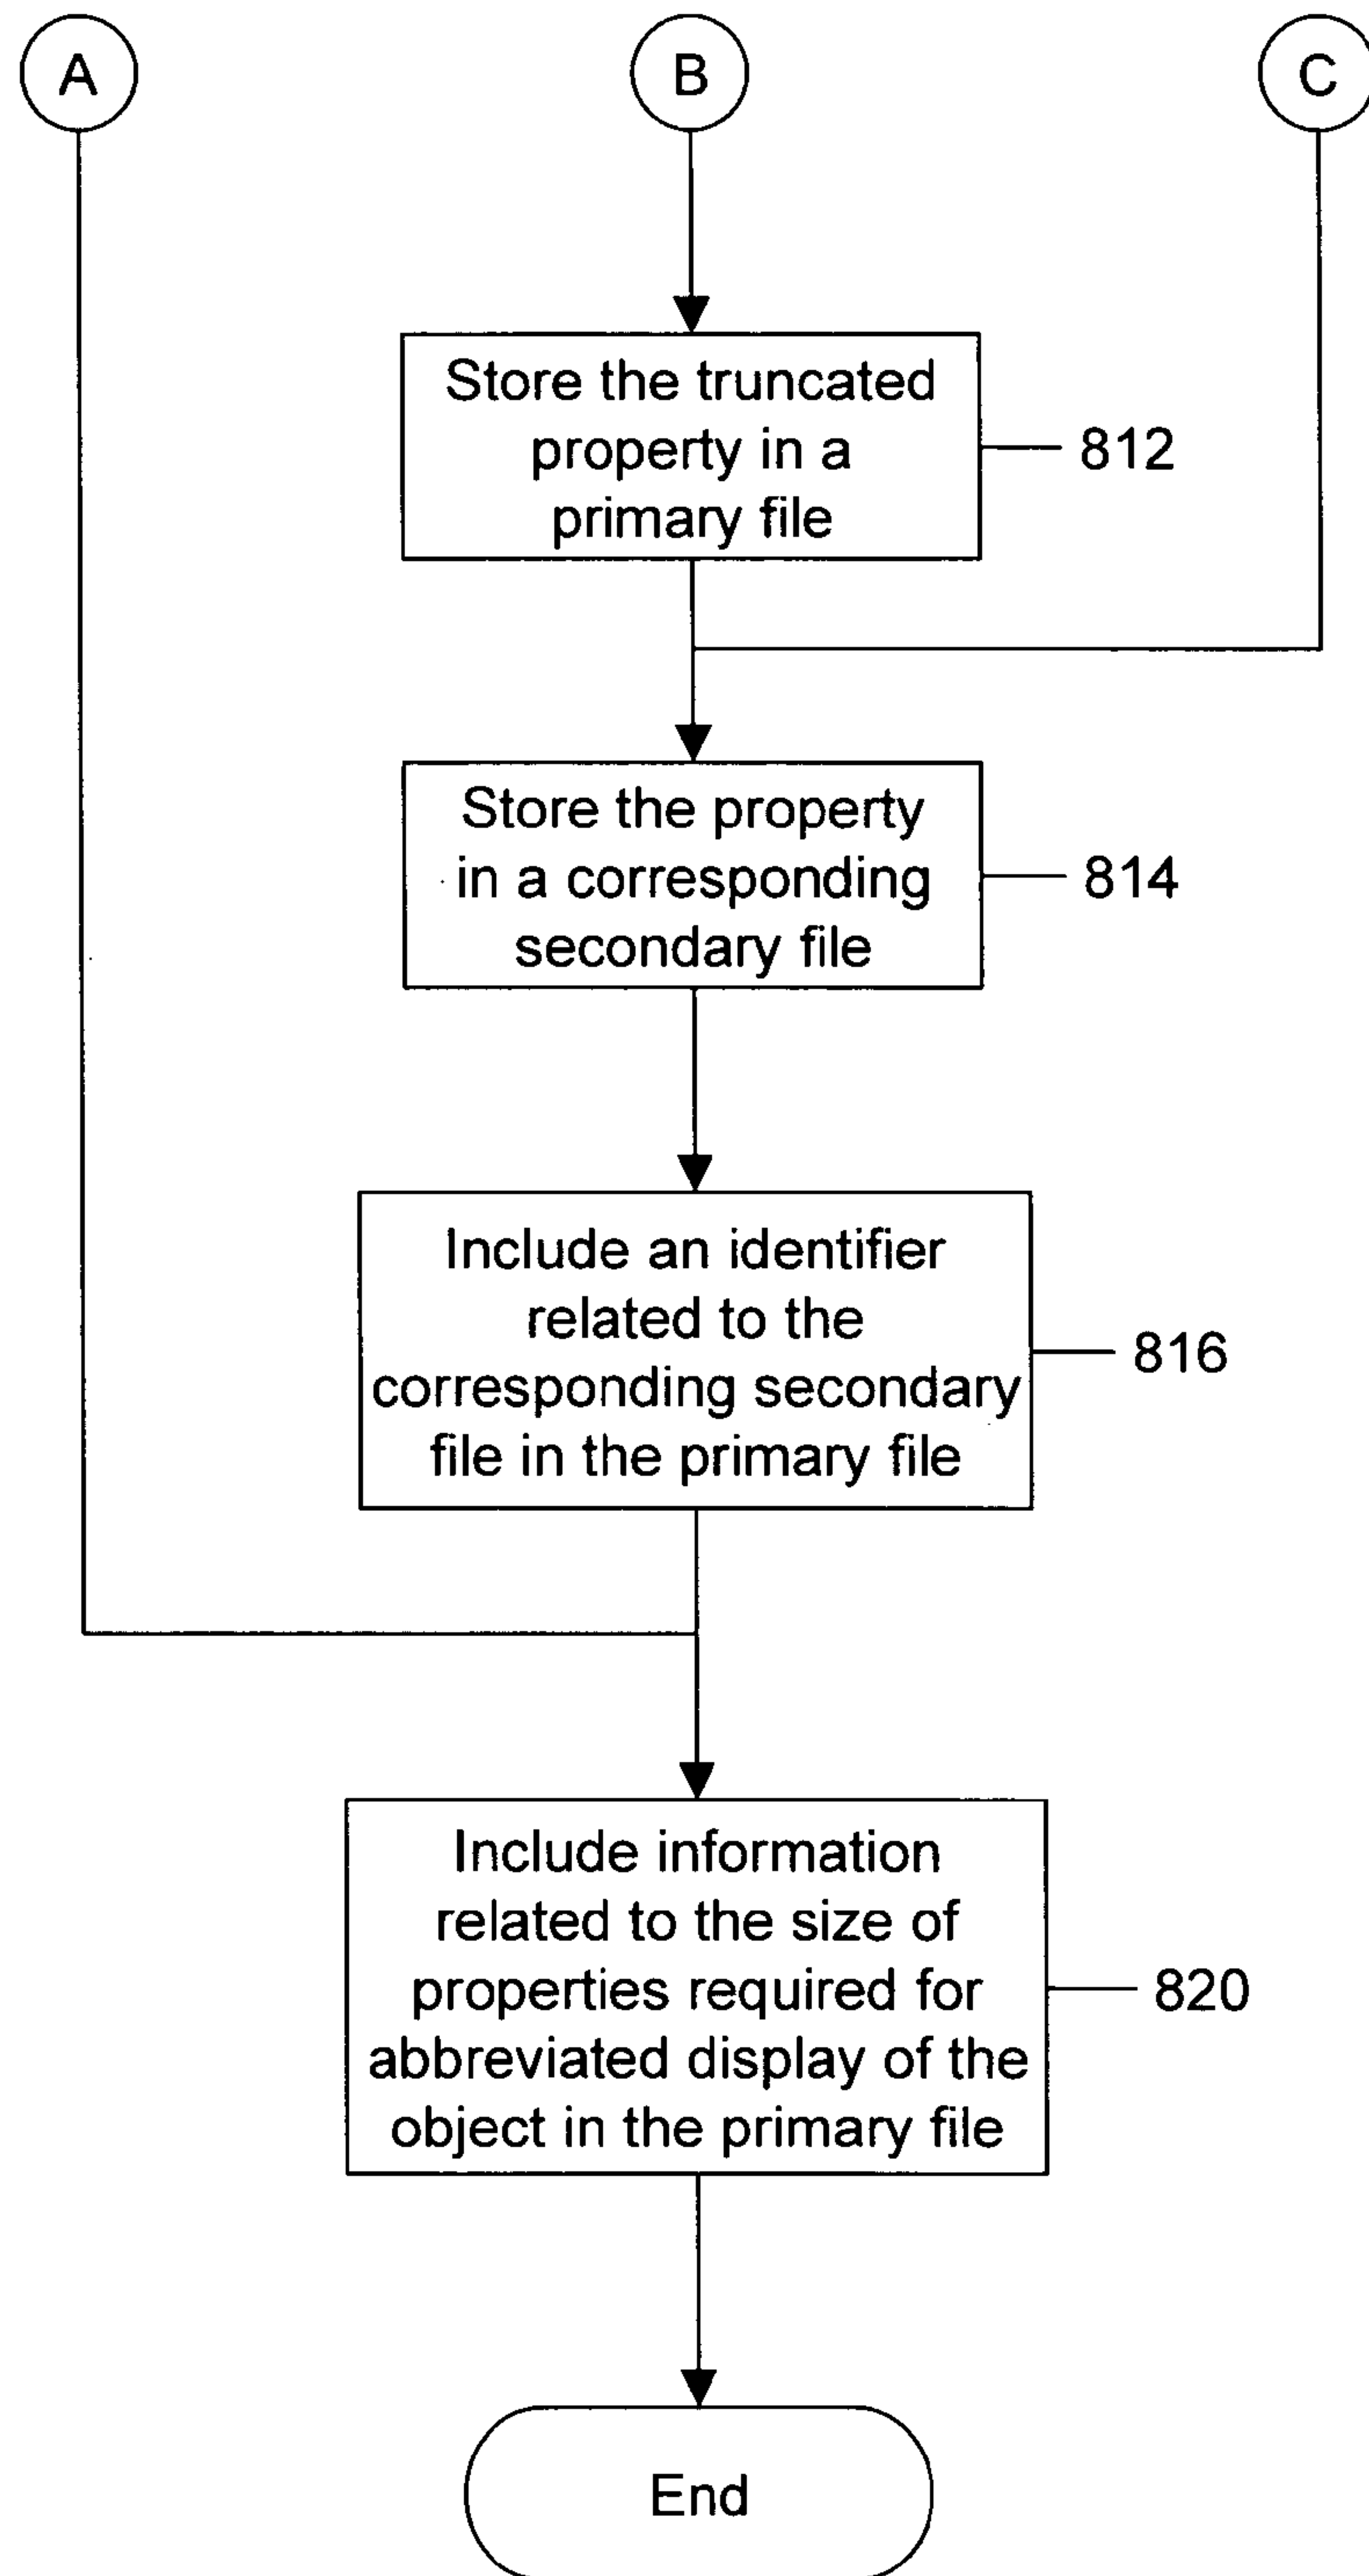 A
B
C
Store the truncated
property in a
primary file
812
Store the property
in a corresponding
secondary file
814
Include an identifier
related to the
corresponding secondary
file in the primary file
816
Include information
related to the size of
properties required for
abbreviated display of the
object in the primary file
820
End